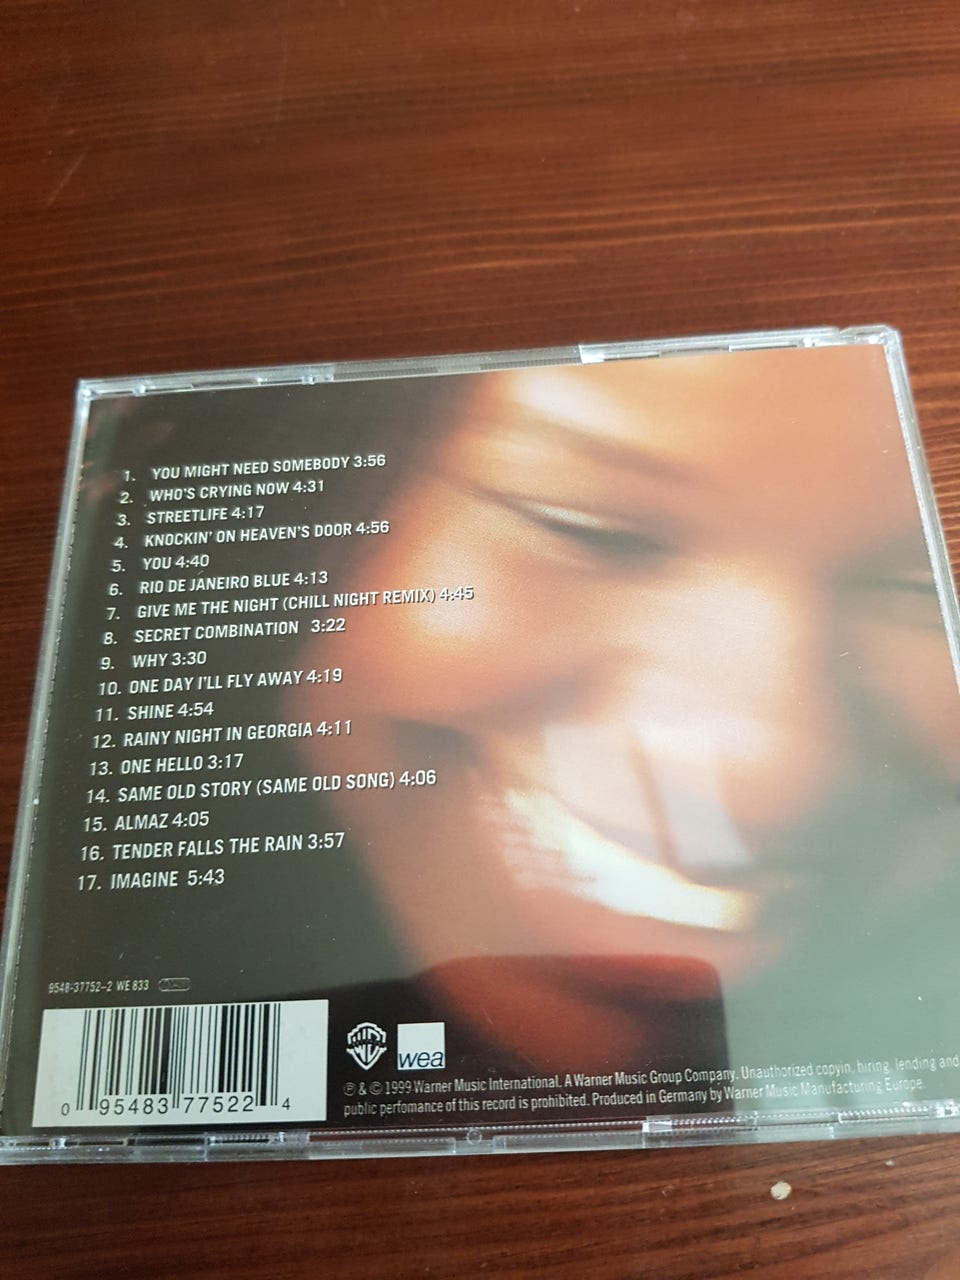 1. YOU MIGHT NEED SOMEBODY 3:56
2. WHO'S CRYING NOW 4:31
3. STREETLIFE 4:17
4. KNOCKIN' ON HEAVEN'S DOOR 4:56
5. YOU 4:40
6. RIO DE JANEIRO BLUE 4:13
7. GIVE ME THE NIGHT (CHILL NIGHT REMIX) 4:45
8. SECRET COMBINATION 3:22
9. WHY 3:30
10. ONE DAY I'LL FLY AWAY 4:19
11. SHINE 4:54
12. RAINY NIGHT IN GEORGIA 4:11
13. ONE HELLO 3:17
14. SAME OLD STORY (SAME OLD SONG) 4:06
15. ALMAZ 4:05
16. TENDER FALLS THE RAIN 3:57
17. IMAGINE 5:43
9548-37752-2 WE 833
0 95483 77522 4
wea
℗ & © 1999 Warner Music International. A Warner Music Group Company. Unauthorized copyin, hiring, lending and
public perfomance of this record is prohibited. Produced in Germany by Warner Music Manufacturing Europe.